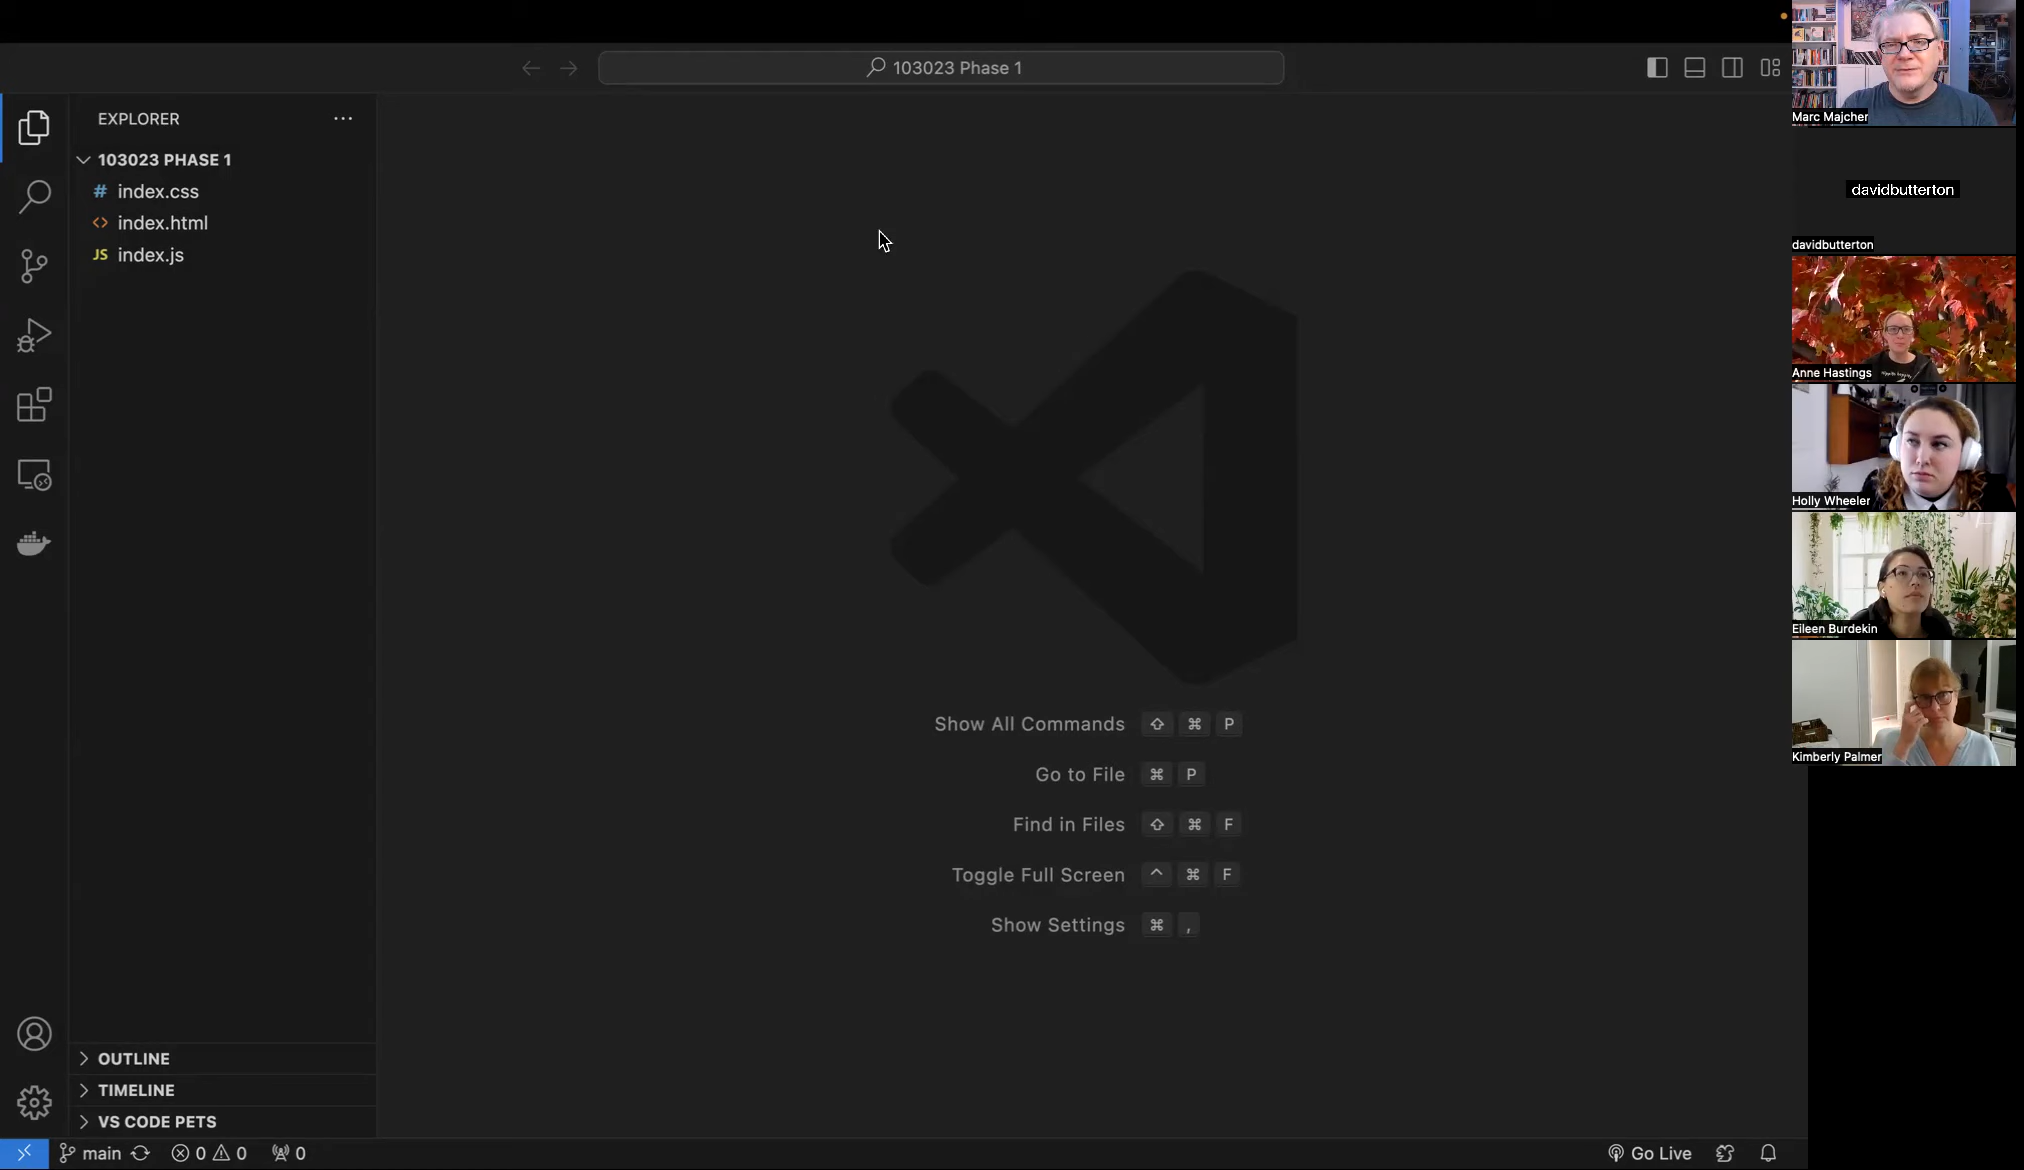 103023 Phase 1
EXPLORER
103023 PHASE 1
# index.css
<> index.html
JS index.js
Show All Commands ⇧ ⌘ P
Go to File ⌘ P
Find in Files ⇧ ⌘ F
Toggle Full Screen ^ ⌘ F
Show Settings ⌘ ,
OUTLINE
TIMELINE
VS CODE PETS
main 0 0 0
Go Live
Marc Majcher
davidbutterton
davidbutterton
Anne Hastings
Holly Wheeler
Eileen Burdekin
Kimberly Palmer